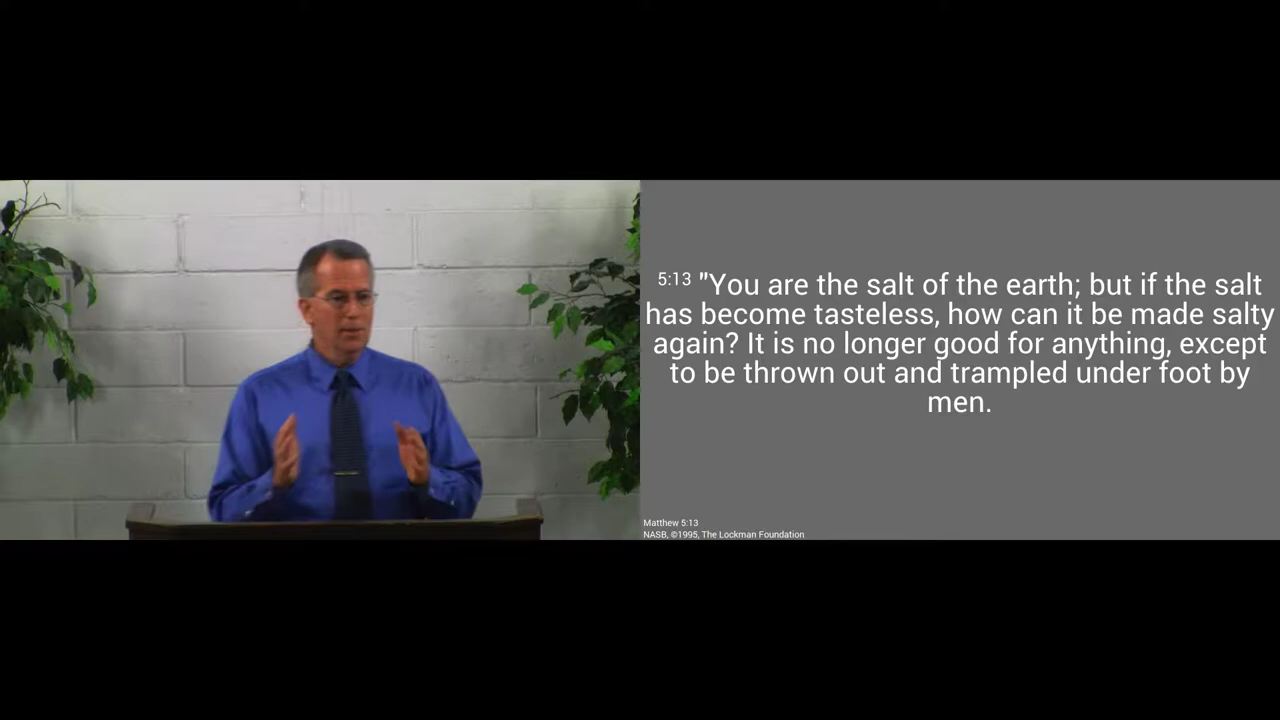 5:13 "You are the salt of the earth; but if the salt
has become tasteless, how can it be made salty
again? It is no longer good for anything, except
to be thrown out and trampled under foot by
men.
Matthew 5:13
NASB, ©1995, The Lockman Foundation